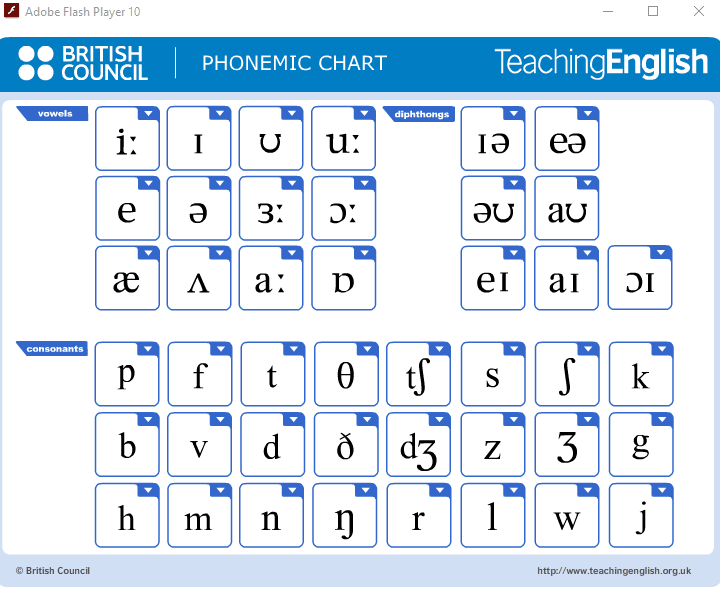 Adobe Flash Player 10
BRITISH
COUNCIL
PHONEMIC CHART
TeachingEnglish
vowels
iː ɪ ʊ uː
diphthongs
ɪə eə
e ə ɜː ɔː
əʊ aʊ
æ ʌ aː ɒ
eɪ aɪ ɔɪ
consonants
p f t θ tʃ s ʃ k
b v d ð dʒ z ʒ g
h m n ŋ r l w j
© British Council
http://www.teachingenglish.org.uk